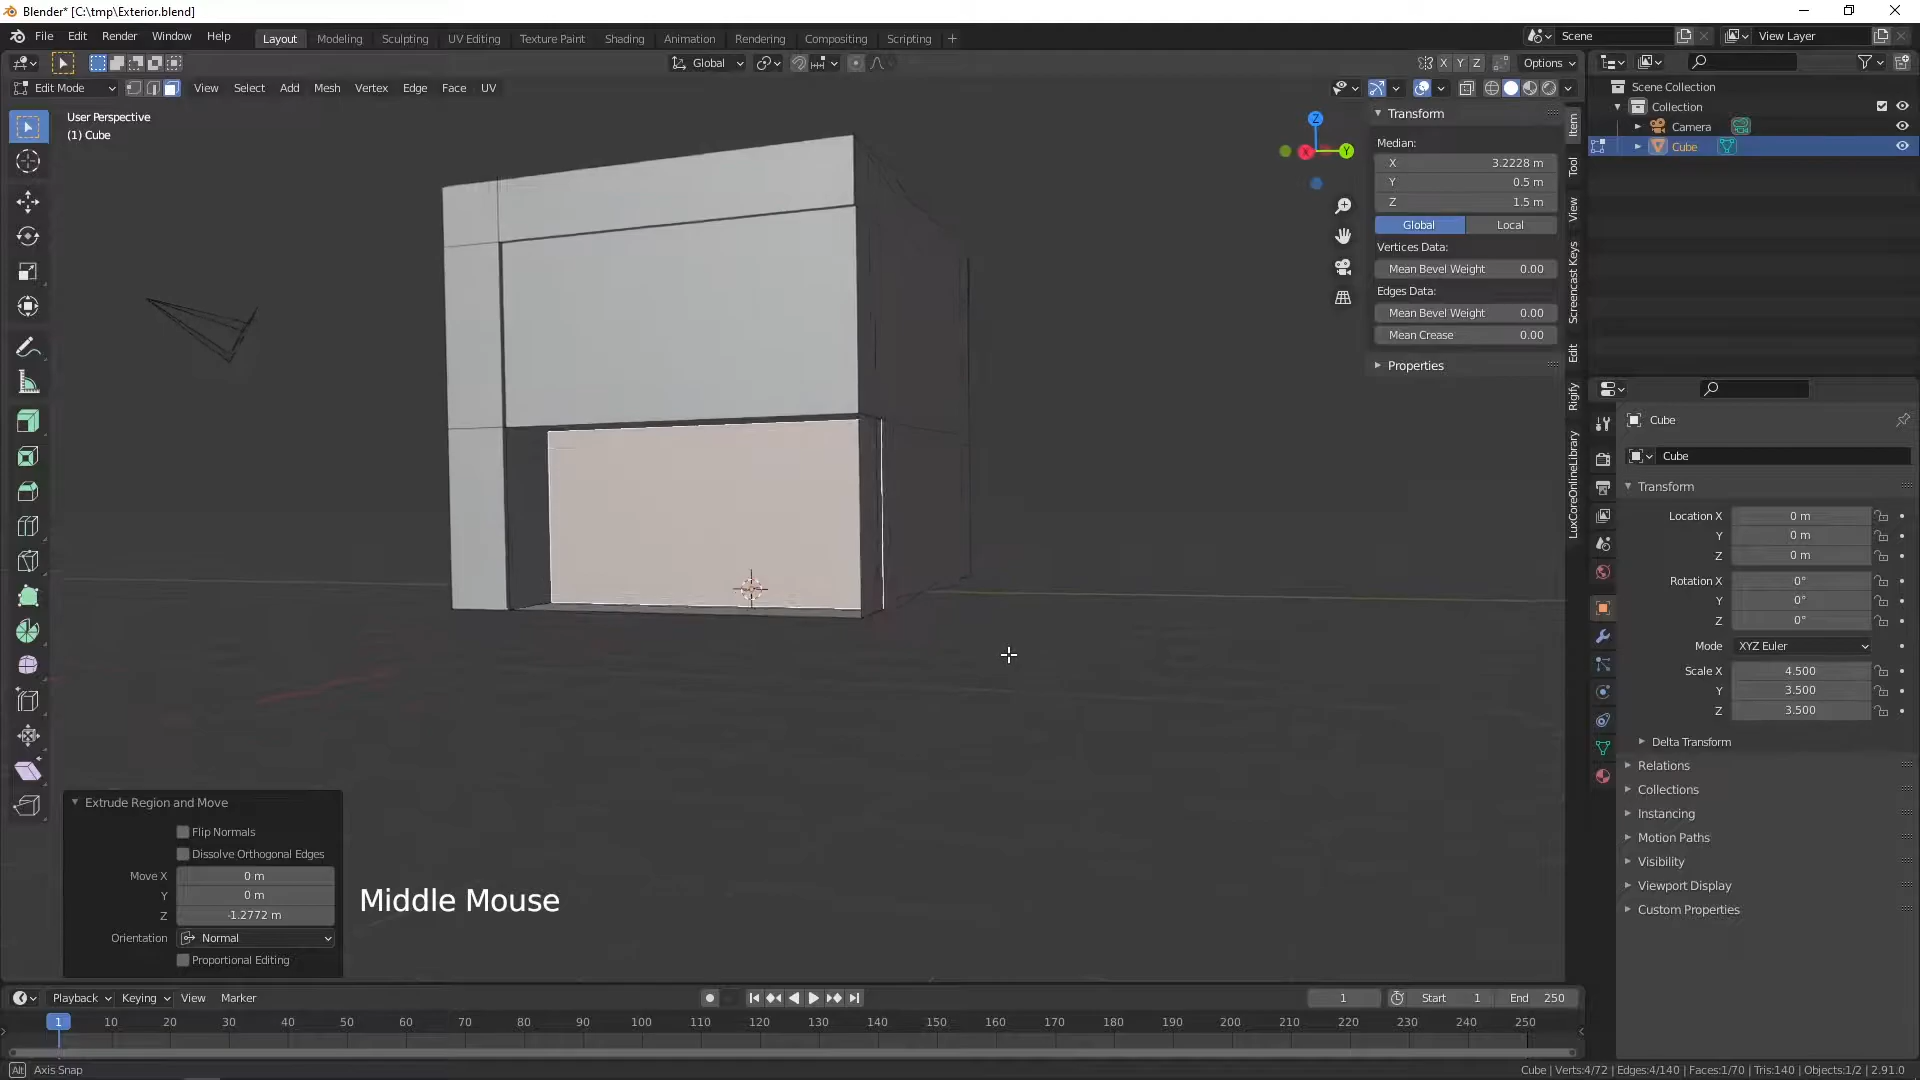 Blender* [C:\tmp\Exterior.blend]
File Edit Render Window Help
Layout Modeling Sculpting UV Editing Texture Paint Shading Animation Rendering Compositing Scripting +
Scene
View Layer
Global
X Y Z
Options
Edit Mode
View Select Add Mesh Vertex Edge Face UV
User Perspective
(1) Cube
Z
X
Y
Transform
Median:
X 3.2228 m
Y 0.5 m
Z 1.5 m
Global Local
Vertices Data:
Mean Bevel Weight 0.00
Edges Data:
Mean Bevel Weight 0.00
Mean Crease 0.00
Properties
Item
Tool
View
Screencast Keys
Edit
Rigify
LuxCoreOnlineLibrary
Scene Collection
Collection
Camera
Cube
Cube
Cube
Transform
Location X 0 m
Y 0 m
Z 0 m
Rotation X 0°
Y 0°
Z 0°
Mode XYZ Euler
Scale X 4.500
Y 3.500
Z 3.500
Delta Transform
Relations
Collections
Instancing
Motion Paths
Visibility
Viewport Display
Custom Properties
Extrude Region and Move
Flip Normals
Dissolve Orthogonal Edges
Move X 0 m
Y 0 m
Z -1.2772 m
Orientation Normal
Proportional Editing
Middle Mouse
Playback Keying View Marker
1 Start 1 End 250
1 10 20 30 40 50 60 70 80 90 100 110 120 130 140 150 160 170 180 190 200 210 220 230 240 250
Alt Axis Snap
Cube | Verts:4/72 | Edges:4/140 | Faces:1/70 | Tris:140 | Objects:1/2 | 2.91.0